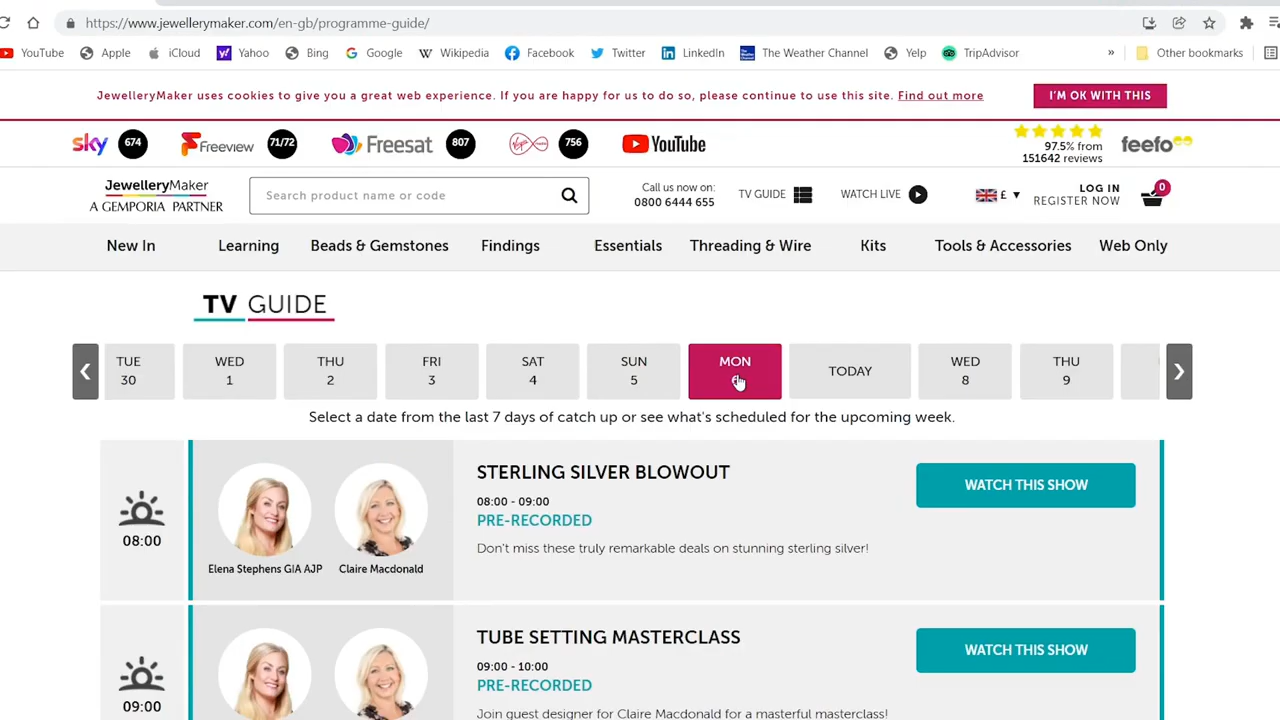 https://www.jewellerymaker.com/en-gb/programme-guide/
YouTube Apple iCloud Yahoo Bing Google Wikipedia Facebook Twitter LinkedIn The Weather Channel Yelp TripAdvisor » Other bookmarks
JewelleryMaker uses cookies to give you a great web experience. If you are happy for us to do so, please continue to use this site. Find out more I'M OK WITH THIS
sky 674 Freeview 71/72 Freesat 807 756 YouTube 97.5% from feefo
151642 reviews
JewelleryMaker
A GEMPORIA PARTNER
Search product name or code
Call us now on:
0800 6444 655
TV GUIDE
WATCH LIVE
£
LOG IN
REGISTER NOW
0
New In Learning Beads & Gemstones Findings Essentials Threading & Wire Kits Tools & Accessories Web Only
TV GUIDE
TUE WED THU FRI SAT SUN MON TODAY WED THU
30 1 2 3 4 5 8 9
Select a date from the last 7 days of catch up or see what's scheduled for the upcoming week.
08:00
Elena Stephens GIA AJP Claire Macdonald
STERLING SILVER BLOWOUT
08:00 - 09:00
PRE-RECORDED
Don't miss these truly remarkable deals on stunning sterling silver!
WATCH THIS SHOW
09:00
TUBE SETTING MASTERCLASS
09:00 - 10:00
PRE-RECORDED
Join guest designer for Claire Macdonald for a masterful masterclass!
WATCH THIS SHOW